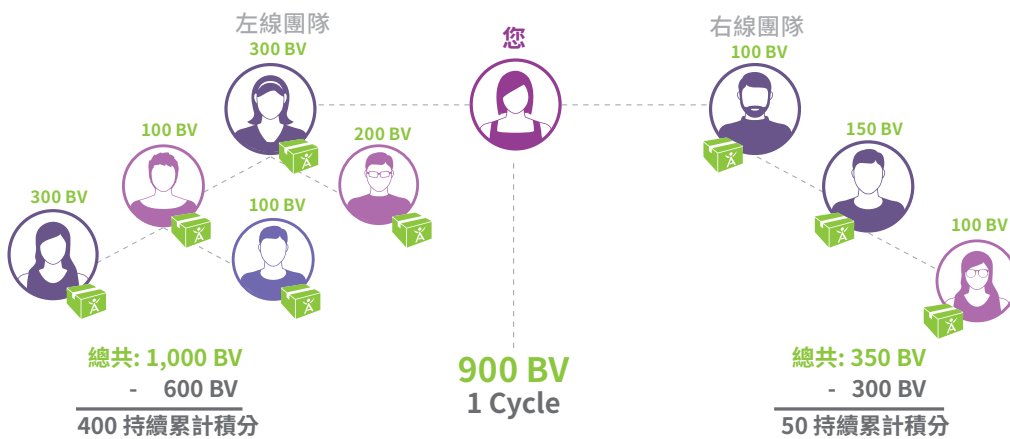 左線團隊
300 BV
您
右線團隊
100 BV
100 BV
200 BV
150 BV
300 BV
100 BV
100 BV
總共: 1,000 BV
- 600 BV
400 持續累計積分
900 BV
1 Cycle
總共: 350 BV
- 300 BV
50 持續累計積分